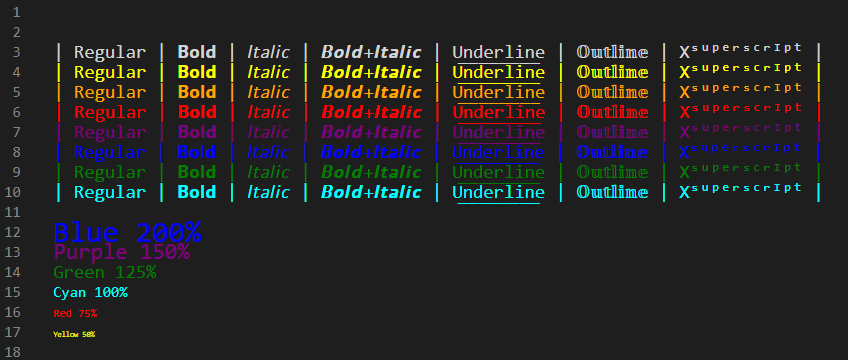 1
2
3 | Regular | Bold | Italic | Bold+Italic | Underline | Outline | Xˢᵘᵖᵉʳˢᶜʳᴵᵖᵗ |
4 | Regular | Bold | Italic | Bold+Italic | Underline | Outline | Xˢᵘᵖᵉʳˢᶜʳᴵᵖᵗ |
5 | Regular | Bold | Italic | Bold+Italic | Underline | Outline | Xˢᵘᵖᵉʳˢᶜʳᴵᵖᵗ |
6 | Regular | Bold | Italic | Bold+Italic | Underline | Outline | Xˢᵘᵖᵉʳˢᶜʳᴵᵖᵗ |
7 | Regular | Bold | Italic | Bold+Italic | Underline | Outline | Xˢᵘᵖᵉʳˢᶜʳᴵᵖᵗ |
8 | Regular | Bold | Italic | Bold+Italic | Underline | Outline | Xˢᵘᵖᵉʳˢᶜʳᴵᵖᵗ |
9 | Regular | Bold | Italic | Bold+Italic | Underline | Outline | Xˢᵘᵖᵉʳˢᶜʳᴵᵖᵗ |
10 | Regular | Bold | Italic | Bold+Italic | Underline | Outline | Xˢᵘᵖᵉʳˢᶜʳᴵᵖᵗ |
11
12 Blue 200%
13 Purple 150%
14 Green 125%
15 Cyan 100%
16 Red 75%
17 Yellow 50%
18